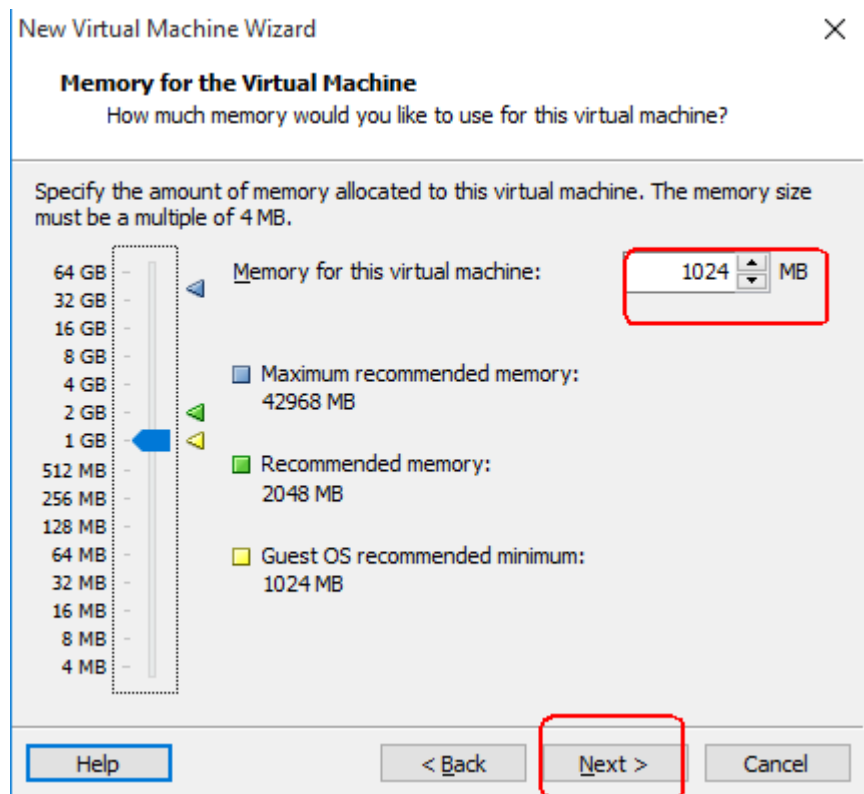 New Virtual Machine Wizard
Memory for the Virtual Machine
How much memory would you like to use for this virtual machine?
Specify the amount of memory allocated to this virtual machine. The memory size
must be a multiple of 4 MB.
64 GB
32 GB
16 GB
8 GB
4 GB
2 GB
1 GB
512 MB
256 MB
128 MB
64 MB
32 MB
16 MB
8 MB
4 MB
Memory for this virtual machine: 1024 MB
Maximum recommended memory:
42968 MB
Recommended memory:
2048 MB
Guest OS recommended minimum:
1024 MB
Help < Back Next > Cancel